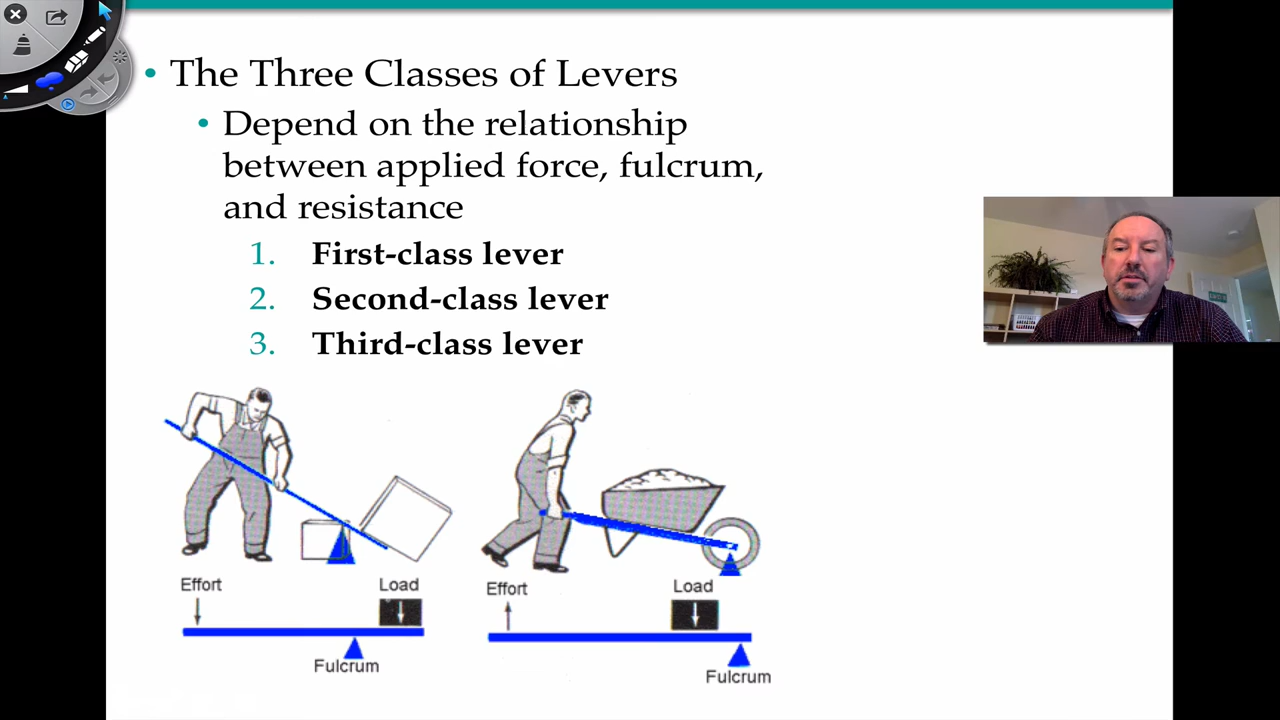 • The Three Classes of Levers
• Depend on the relationship
between applied force, fulcrum,
and resistance
1. First-class lever
2. Second-class lever
3. Third-class lever
Effort
Load
Fulcrum
Effort
Load
Fulcrum